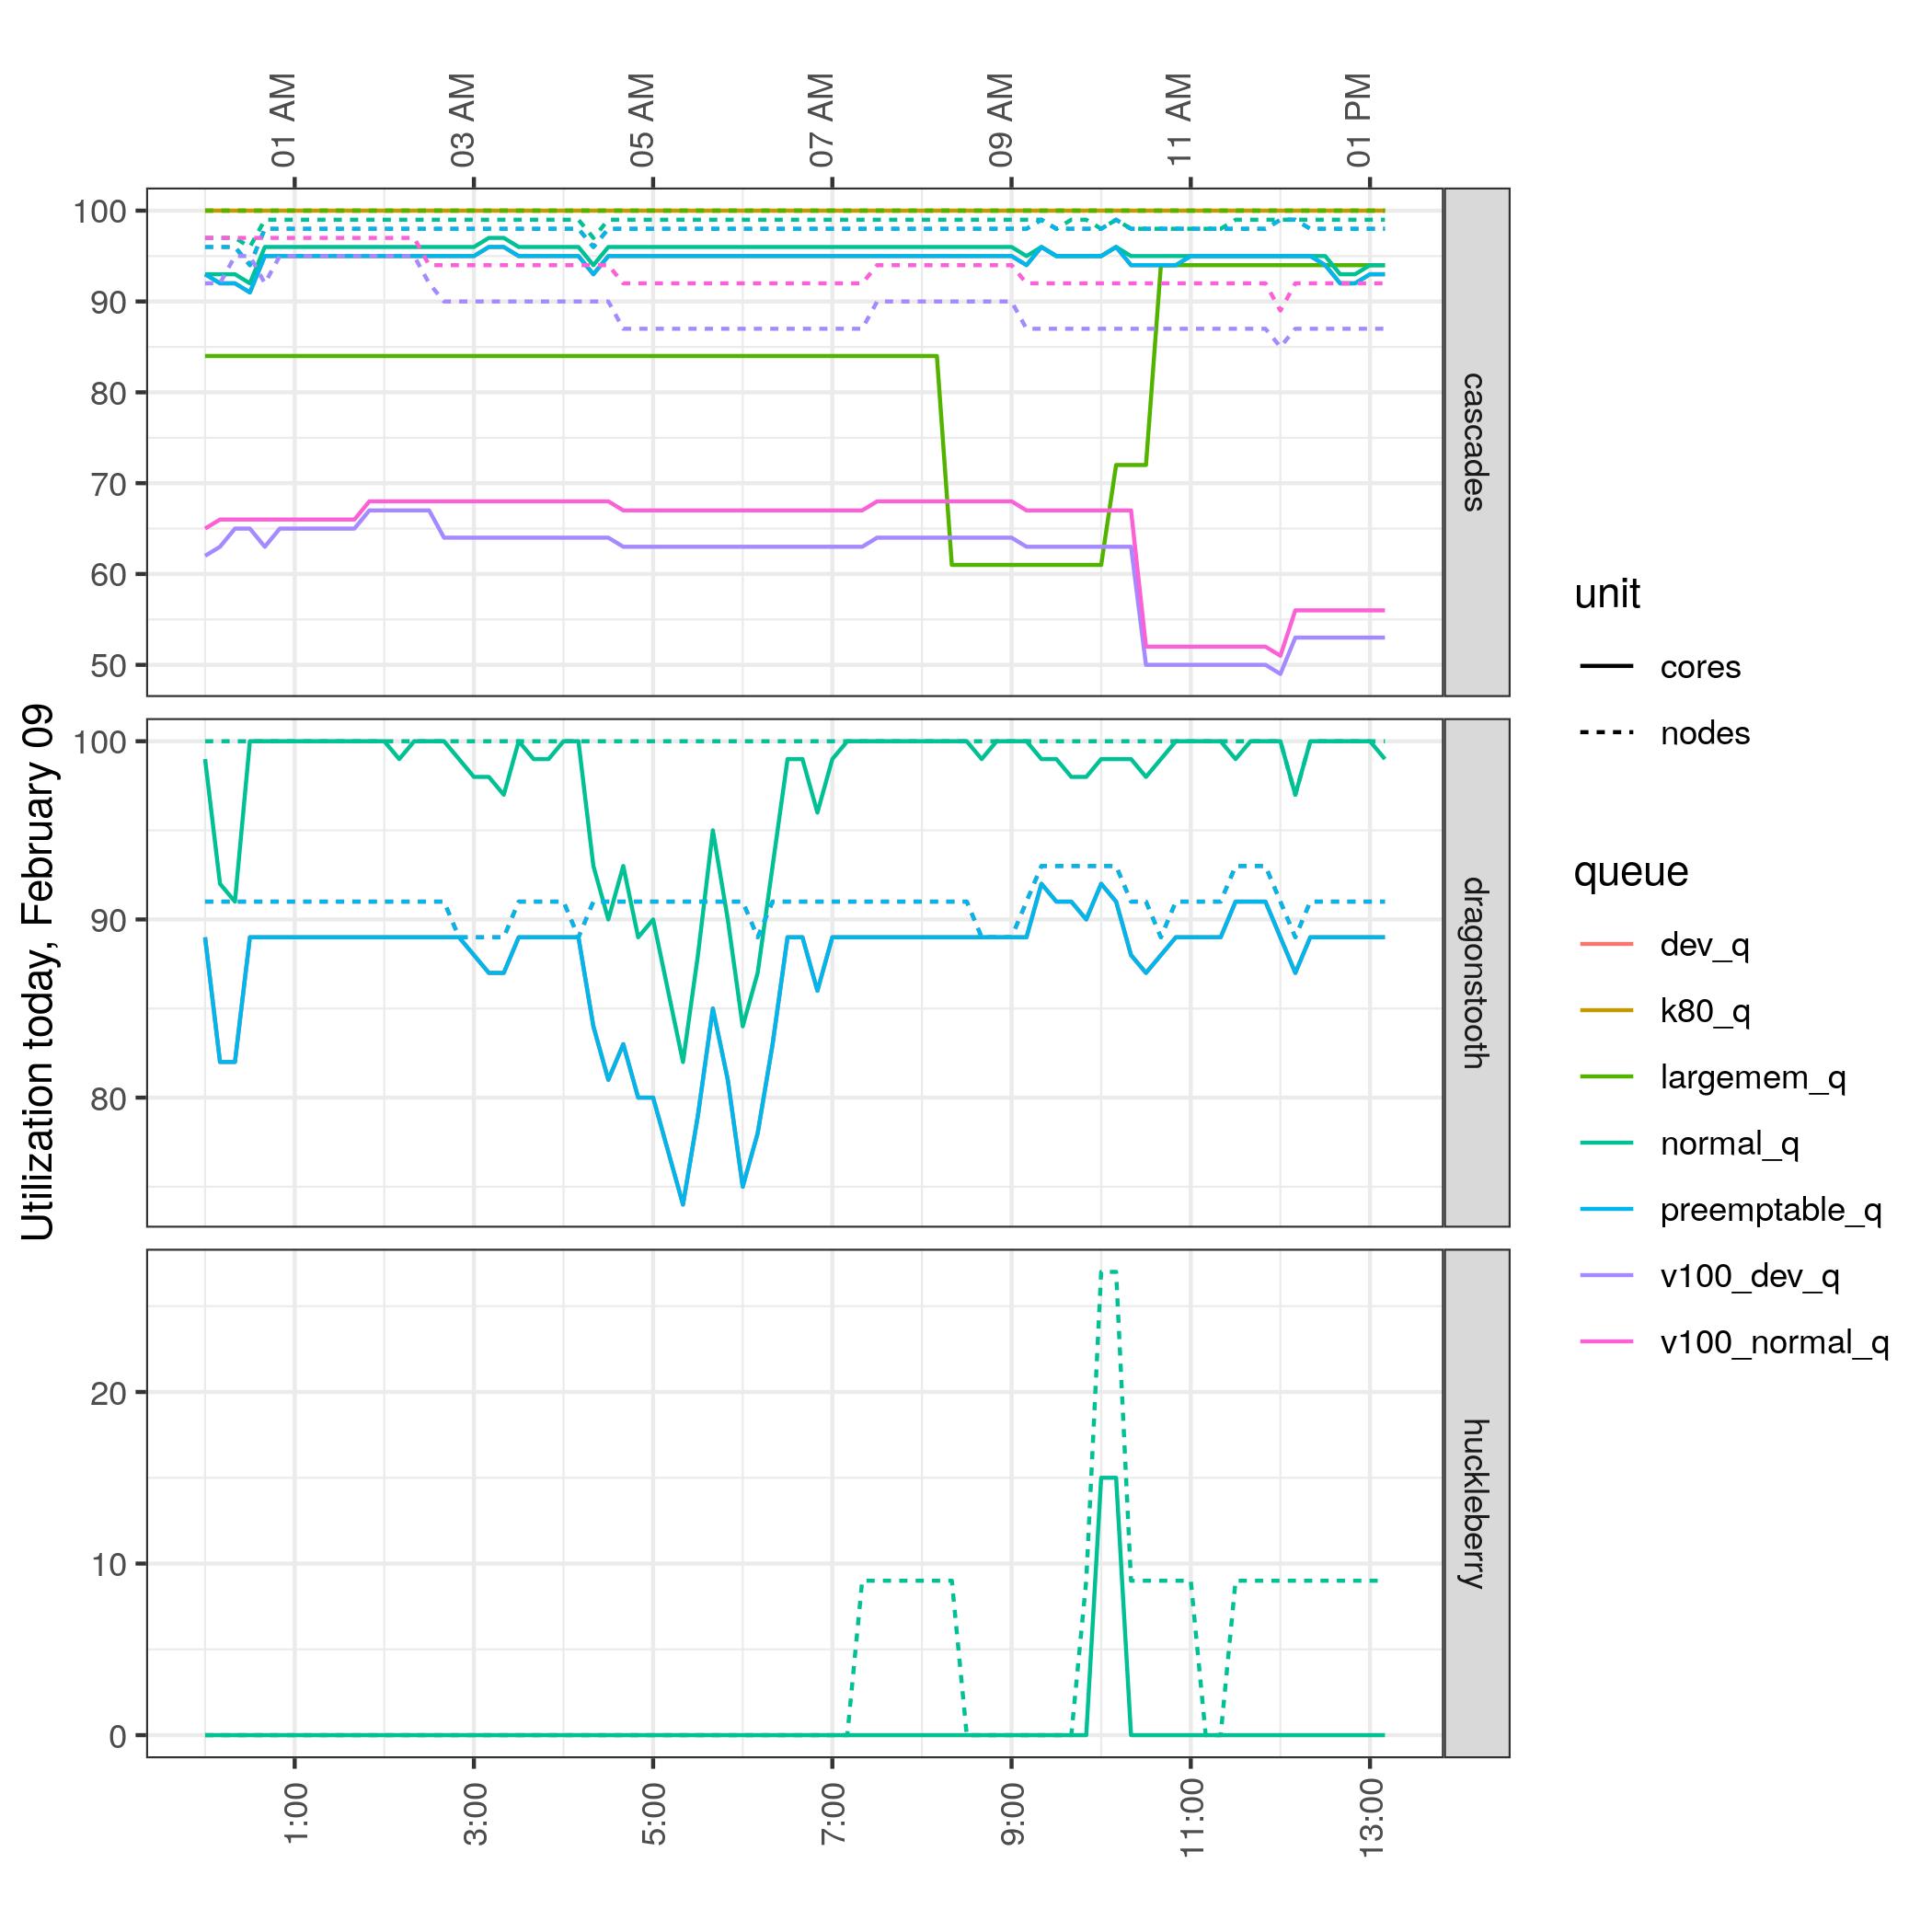 01 AM
03 AM
05 AM
07 AM
09 AM
11 AM
01 PM
Utilization today, February 09
100
90
80
70
60
50
cascades
100
90
80
dragonstooth
20
10
0
huckleberry
1:00
3:00
5:00
7:00
9:00
11:00
13:00
unit
cores
nodes
queue
dev_q
k80_q
largemem_q
normal_q
preemptable_q
v100_dev_q
v100_normal_q